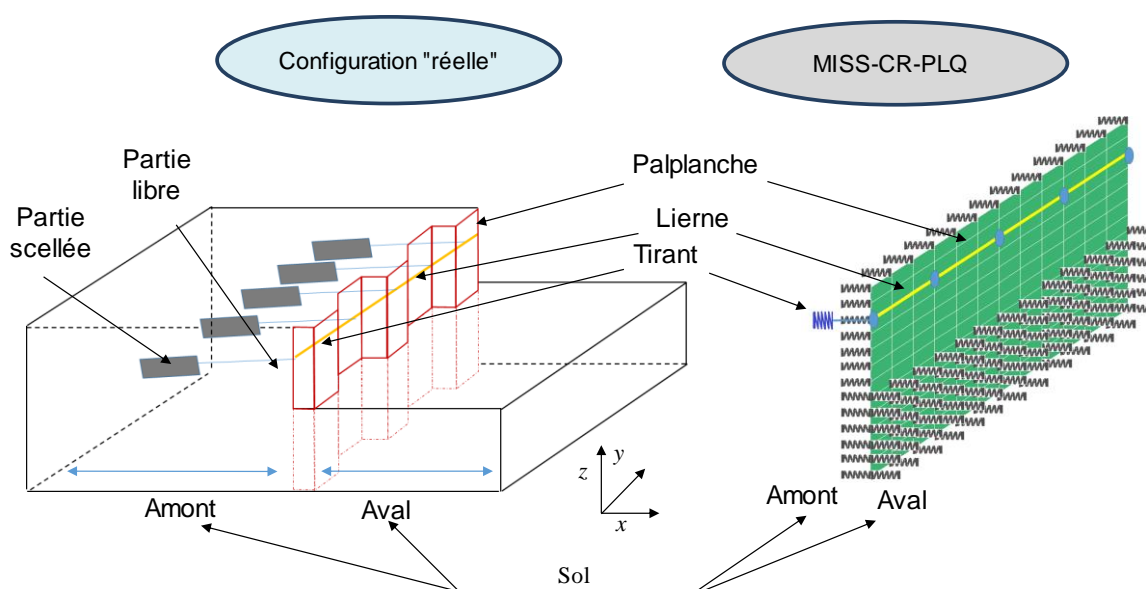 Configuration "réelle"
MISS-CR-PLQ
Partie
libre
Partie
scellée
Palplanche
Lierne
Tirant
z
y
x
Amont
Aval
Amont
Aval
Sol